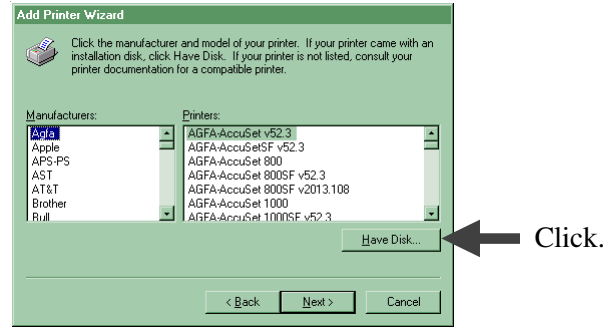 Add Printer Wizard
Click the manufacturer and model of your printer. If your printer came with an
installation disk, click Have Disk. If your printer is not listed, consult your
printer documentation for a compatible printer.
Manufacturers:
Agfa
Apple
APS-PS
AST
AT&T
Brother
Bull
Printers:
AGFA-AccuSet v52.3
AGFA-AccuSetSF v52.3
AGFA-AccuSet 800
AGFA-AccuSet 800SF v52.3
AGFA-AccuSet 800SF v2013.108
AGFA-AccuSet 1000
AGFA-AccuSet 1000SF v52.3
Have Disk...
Click.
< Back
Next >
Cancel